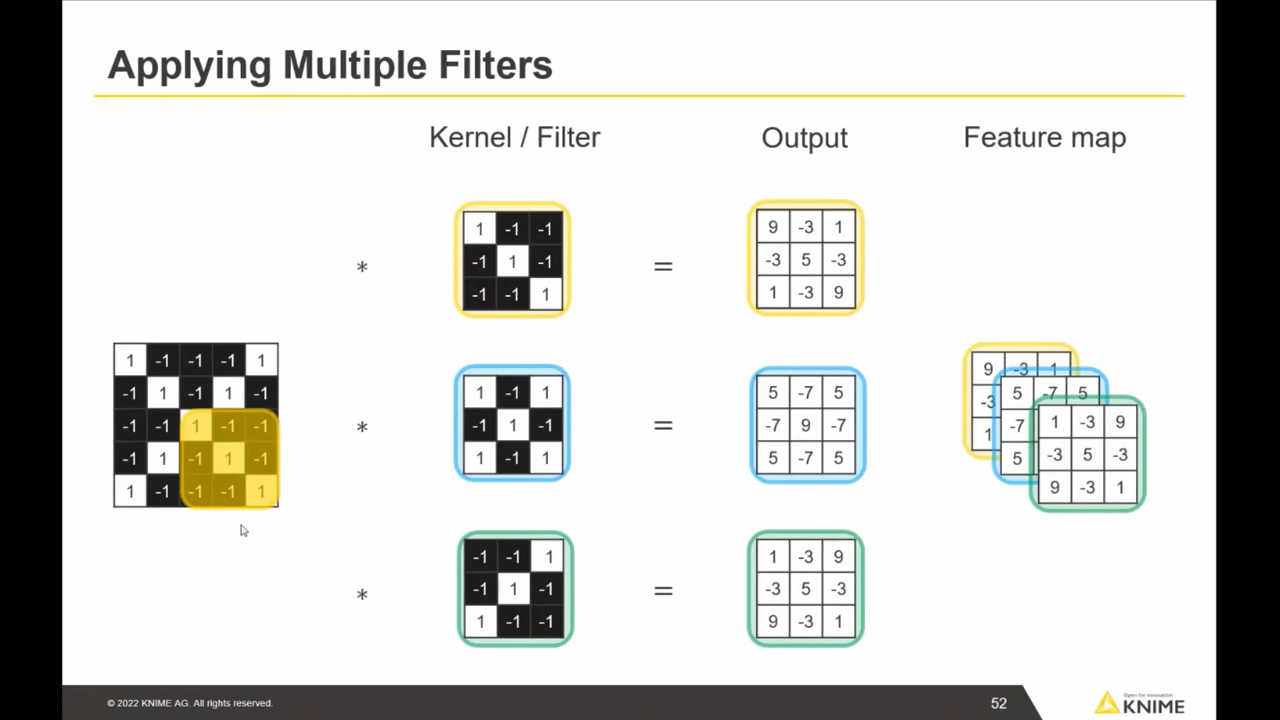 Applying Multiple Filters
Kernel / Filter Output Feature map
1 -1 -1
-1 1 -1
-1 -1 1
9 -3 1
-3 5 -3
1 -3 9
* =
1 -1 -1 -1 1
-1 1 -1 1 -1
-1 -1 1 -1 -1
-1 1 -1 1 -1
1 -1 -1 -1 1
*
1 -1 1
-1 1 -1
1 -1 1
=
5 -7 5
-7 9 -7
5 -7 5
9 -3 1
-3
1
5 -7 5
-7
5
1 -3 9
-3 5 -3
9 -3 1
*
-1 -1 1
-1 1 -1
1 -1 -1
=
1 -3 9
-3 5 -3
9 -3 1
© 2022 KNIME AG. All rights reserved.
52
Open for Innovation
KNIME